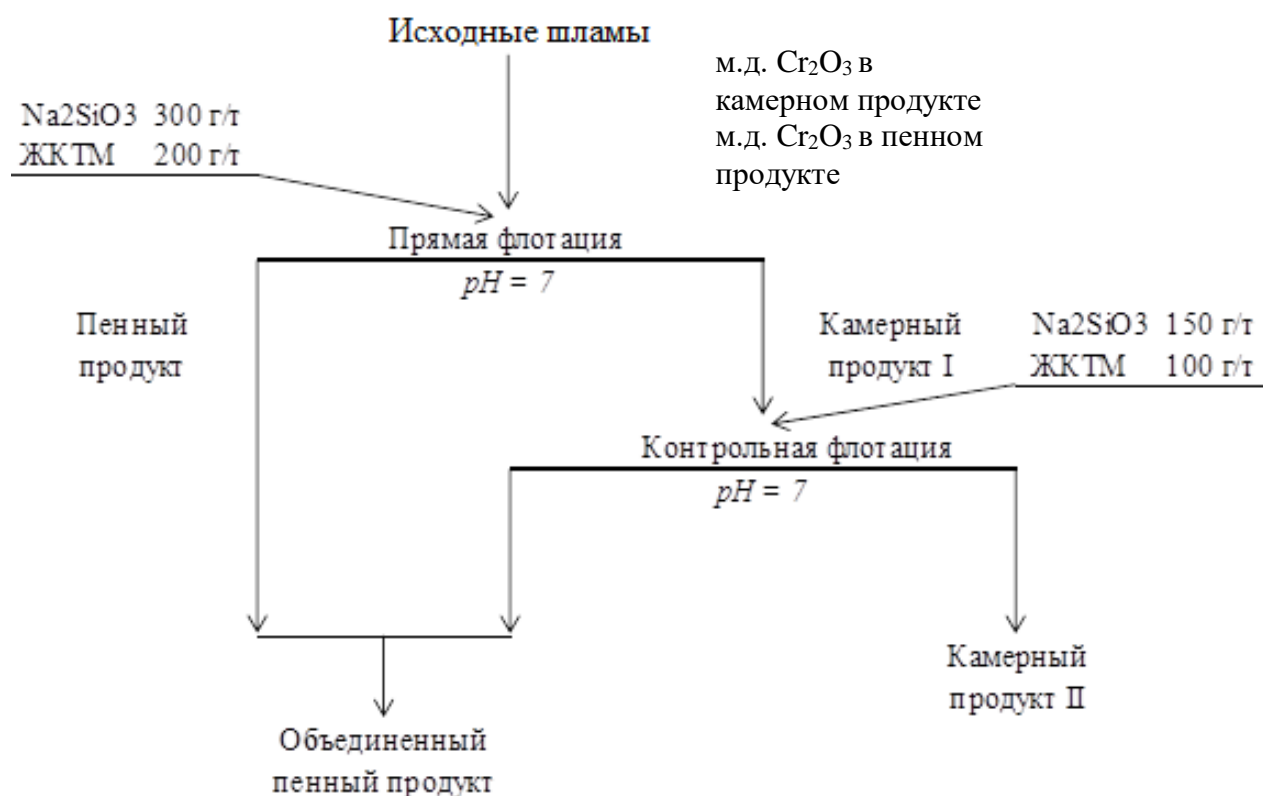 Исходные шламы
м.д. Cr₂O₃ в
камерном продукте
м.д. Cr₂O₃ в пенном
продукте
Na2SiO3 300 г/т
ЖКТМ 200 г/т
Прямая флотация
pH = 7
Пенный
продукт
Камерный
продукт I
Na2SiO3 150 г/т
ЖКТМ 100 г/т
Контрольная флотация
pH = 7
Камерный
продукт II
Объединенный
пенный продукт